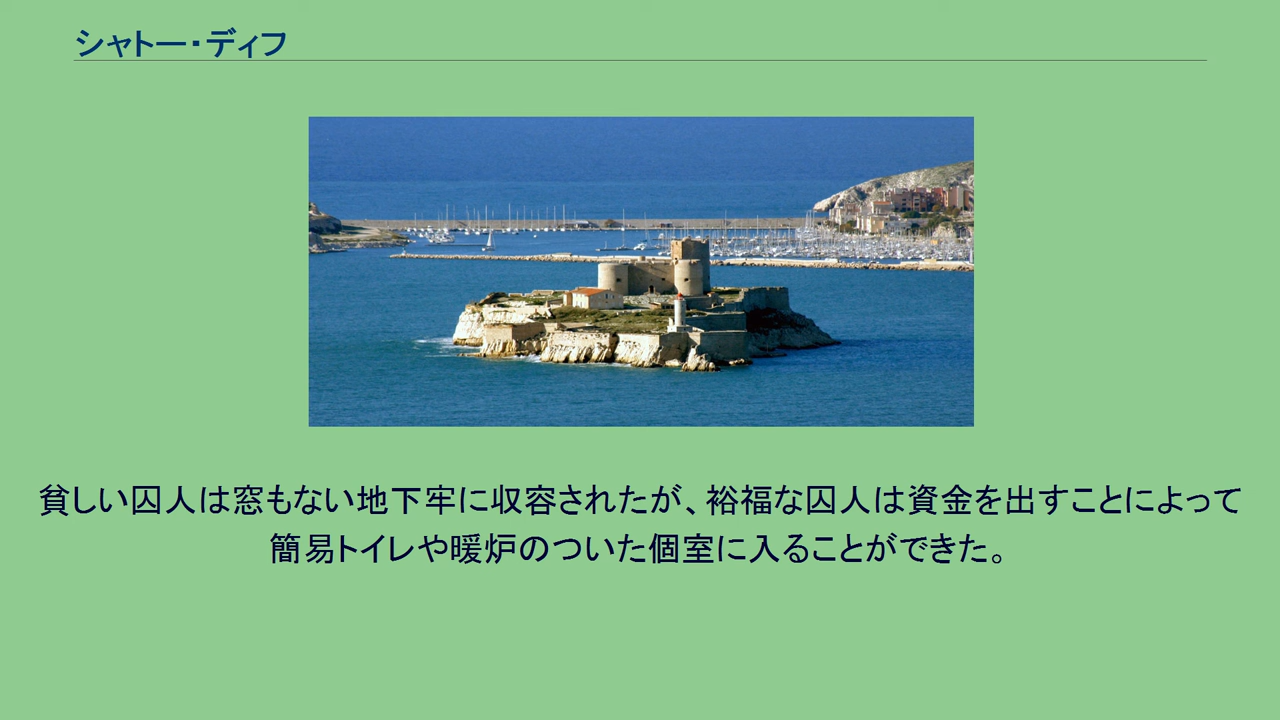 シャトー・ディフ
貧しい囚人は窓もない地下牢に収容されたが、裕福な囚人は資金を出すことによって
簡易トイレや暖炉のついた個室に入ることができた。